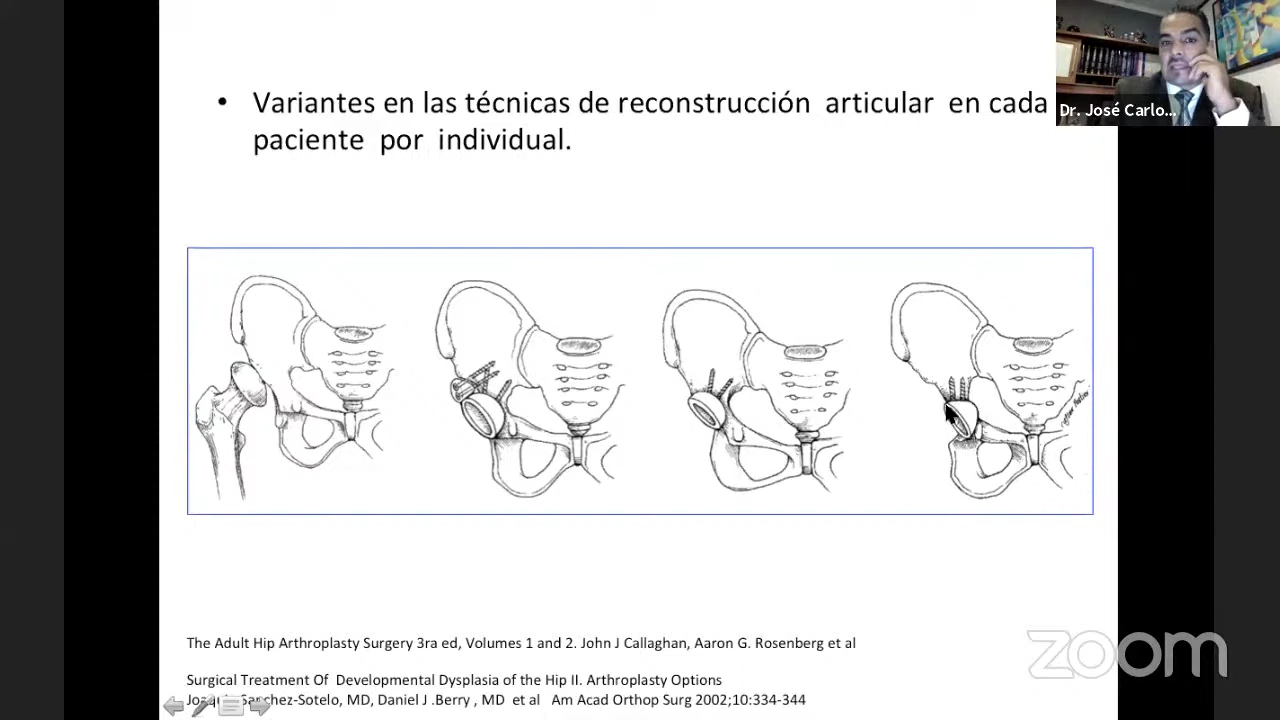 • Variantes en las técnicas de reconstrucción articular en cada
paciente por individual.
Dr. José Carlo...
The Adult Hip Arthroplasty Surgery 3ra ed, Volumes 1 and 2. John J Callaghan, Aaron G. Rosenberg et al
Surgical Treatment Of Developmental Dysplasia of the Hip II. Arthroplasty Options
Sanchez-Sotelo, MD, Daniel J .Berry , MD et al Am Acad Orthop Surg 2002;10:334-344
zoom